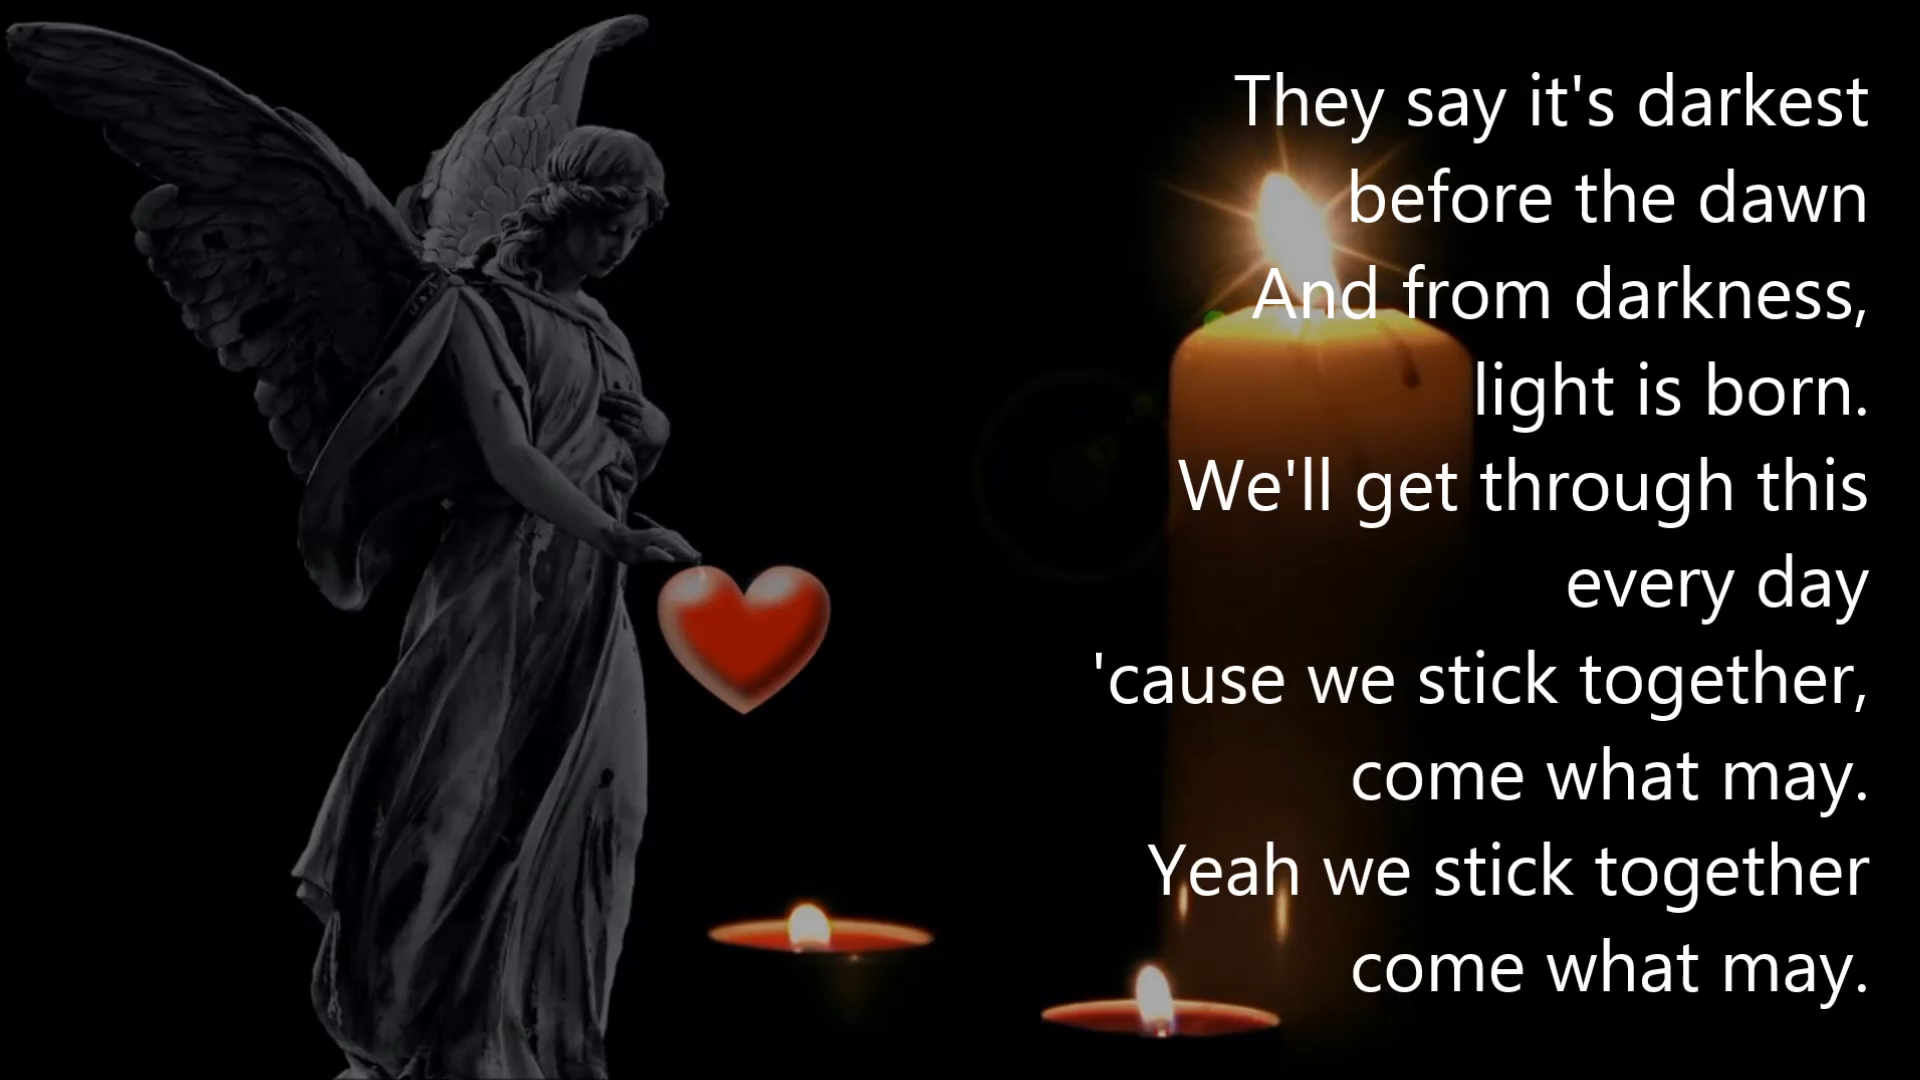 They say it's darkest
before the dawn
And from darkness,
light is born.
We'll get through this
every day
'cause we stick together,
come what may.
Yeah we stick together
come what may.